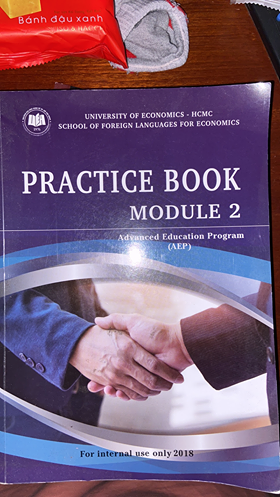 Bánh đậu xanh
UNIVERSITY OF ECONOMICS - HCMC
SCHOOL OF FOREIGN LANGUAGES FOR ECONOMICS
PRACTICE BOOK
MODULE 2
Advanced Education Program
(AEP)
For internal use only 2018